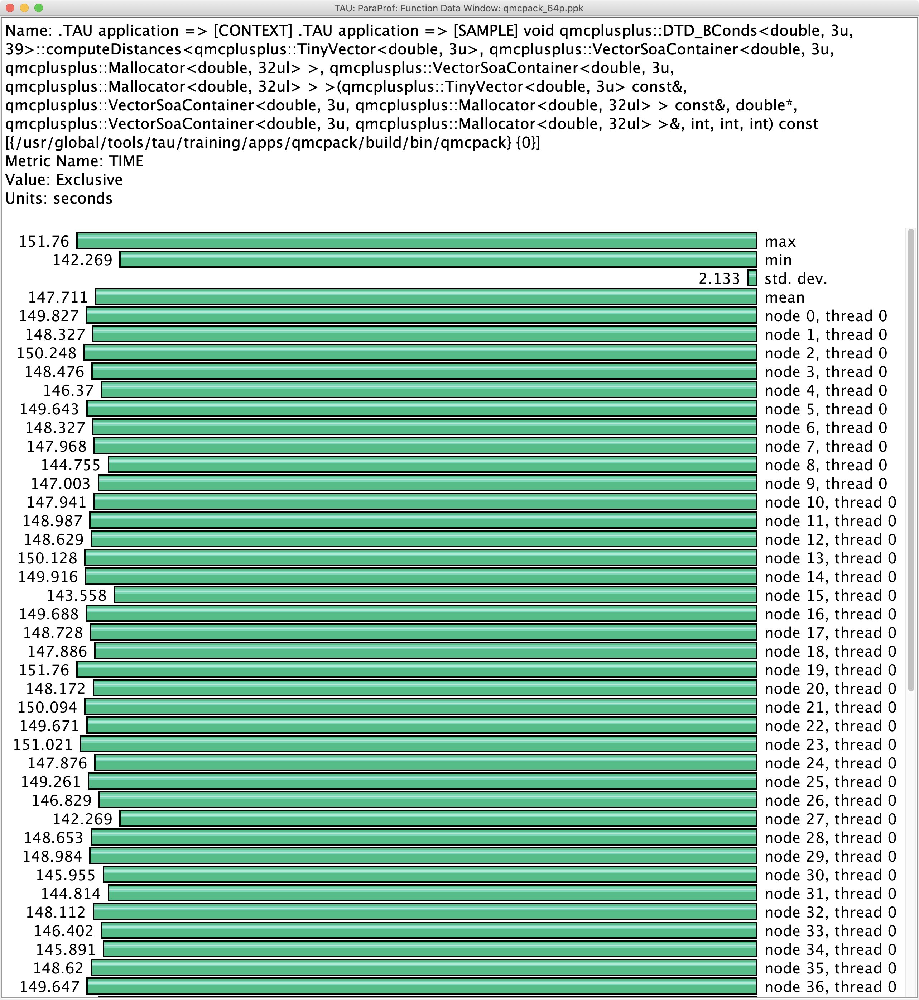 TAU: ParaProf: Function Data Window: qmcpack_64p.ppk
Name: .TAU application => [CONTEXT] .TAU application => [SAMPLE] void qmcplusplus::DTD_BConds<double, 3u,
39>::computeDistances<qmcplusplus::TinyVector<double, 3u>, qmcplusplus::VectorSoaContainer<double, 3u,
qmcplusplus::Mallocator<double, 32ul> >, qmcplusplus::VectorSoaContainer<double, 3u,
qmcplusplus::Mallocator<double, 32ul> > >(qmcplusplus::TinyVector<double, 3u> const&,
qmcplusplus::VectorSoaContainer<double, 3u, qmcplusplus::Mallocator<double, 32ul> > const&, double*,
qmcplusplus::VectorSoaContainer<double, 3u, qmcplusplus::Mallocator<double, 32ul> >&, int, int, int) const
[{/usr/global/tools/tau/training/apps/qmcpack/build/bin/qmcpack} {0}]
Metric Name: TIME
Value: Exclusive
Units: seconds
151.76 max
142.269 min
2.133 std. dev.
147.711 mean
149.827 node 0, thread 0
148.327 node 1, thread 0
150.248 node 2, thread 0
148.476 node 3, thread 0
146.37 node 4, thread 0
149.643 node 5, thread 0
148.327 node 6, thread 0
147.968 node 7, thread 0
144.755 node 8, thread 0
147.003 node 9, thread 0
147.941 node 10, thread 0
148.987 node 11, thread 0
148.629 node 12, thread 0
150.128 node 13, thread 0
149.916 node 14, thread 0
143.558 node 15, thread 0
149.688 node 16, thread 0
148.728 node 17, thread 0
147.886 node 18, thread 0
151.76 node 19, thread 0
148.172 node 20, thread 0
150.094 node 21, thread 0
149.671 node 22, thread 0
151.021 node 23, thread 0
147.876 node 24, thread 0
149.261 node 25, thread 0
146.829 node 26, thread 0
142.269 node 27, thread 0
148.653 node 28, thread 0
148.984 node 29, thread 0
145.955 node 30, thread 0
144.814 node 31, thread 0
148.112 node 32, thread 0
146.402 node 33, thread 0
145.891 node 34, thread 0
148.62 node 35, thread 0
149.647 node 36, thread 0